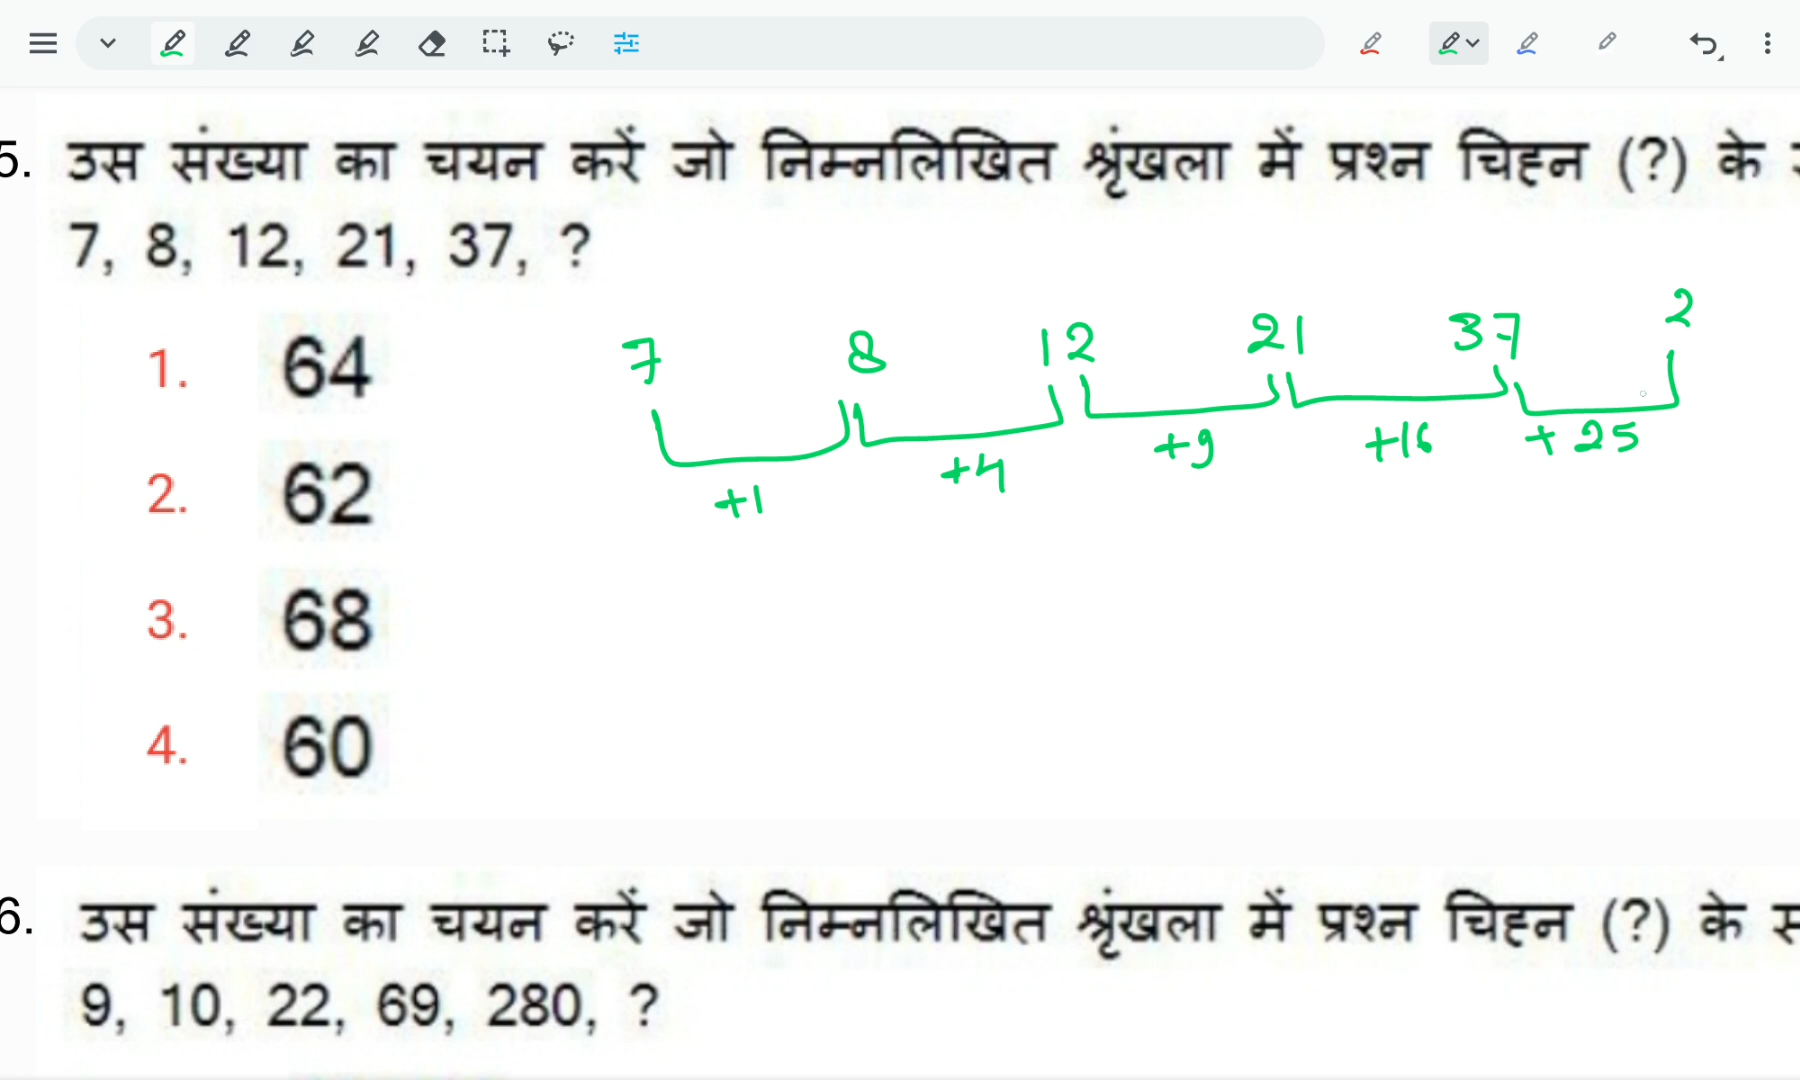 5. उस संख्या का चयन करें जो निम्नलिखित श्रृंखला में प्रश्न चिह्न (?) के
7, 8, 12, 21, 37, ?
1. 64
2. 62
3. 68
4. 60
7 8 12 21 37 2
+1 +4 +9 +16 + 25
6. उस संख्या का चयन करें जो निम्नलिखित श्रृंखला में प्रश्न चिह्न (?) के
9, 10, 22, 69, 280, ?